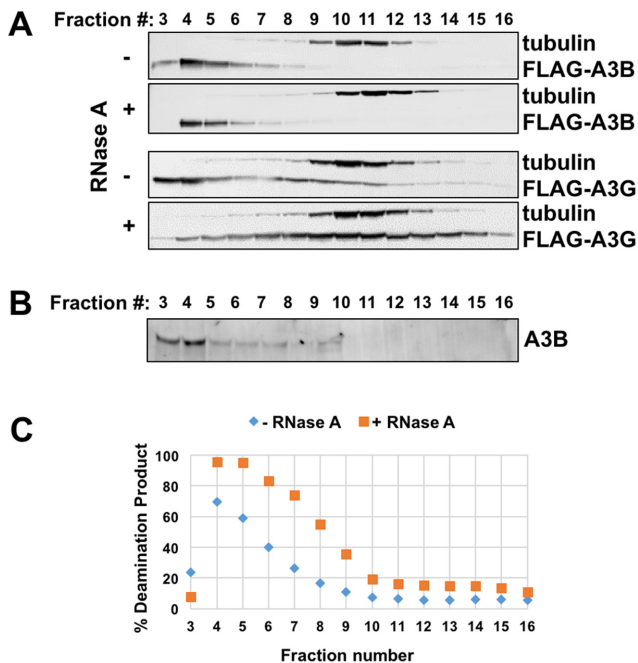 A
Fraction #: 3 4 5 6 7 8 9 10 11 12 13 14 15 16
RNase A
-
tubulin
FLAG-A3B
+
tubulin
FLAG-A3B
-
tubulin
FLAG-A3G
+
tubulin
FLAG-A3G
B
Fraction #: 3 4 5 6 7 8 9 10 11 12 13 14 15 16
A3B
C
- RNase A + RNase A
% Deamination Product
100
80
60
40
20
0
3 4 5 6 7 8 9 10 11 12 13 14 15 16
Fraction number